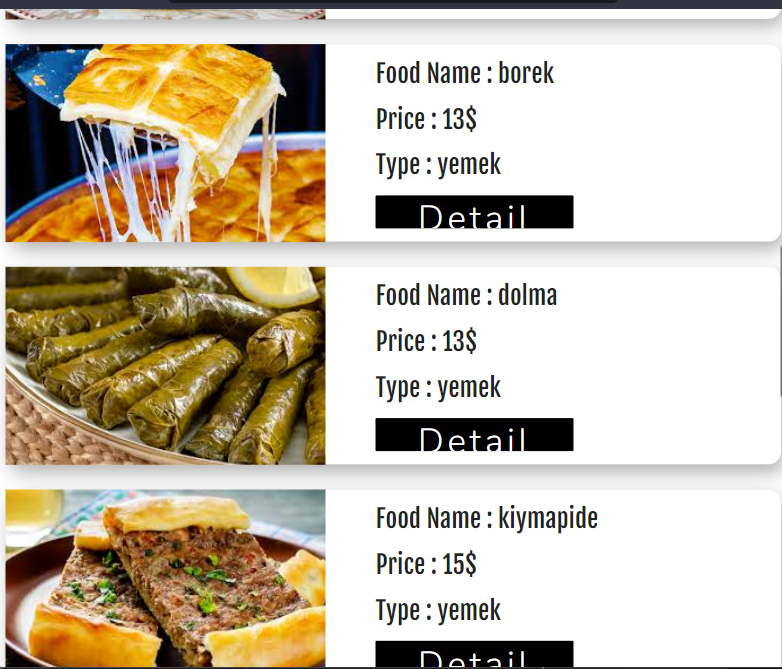 Food Name : borek
Price : 13$
Type : yemek
Detail
Food Name : dolma
Price : 13$
Type : yemek
Detail
Food Name : kiymapide
Price : 15$
Type : yemek
Detail